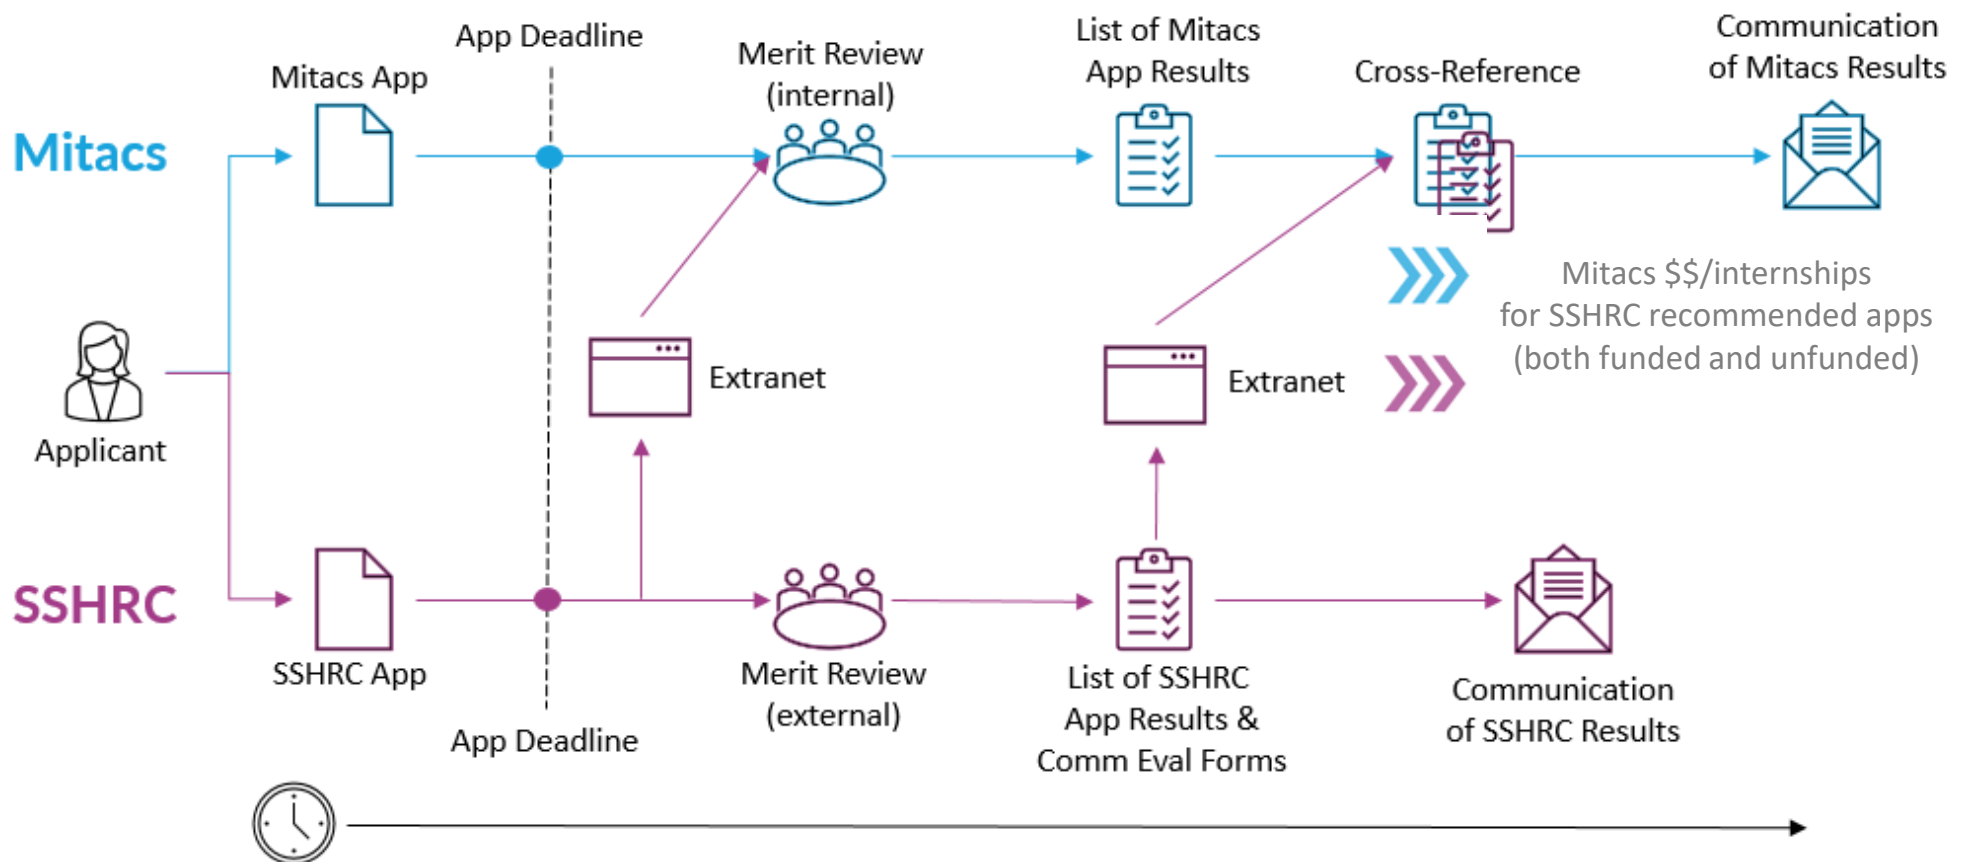 App Deadline
Mitacs App
Merit Review
(internal)
List of Mitacs
App Results
Cross-Reference
Communication
of Mitacs Results
Mitacs
Mitacs $$/internships
for SSHRC recommended apps
(both funded and unfunded)
Applicant
Extranet
Extranet
SSHRC
SSHRC App
App Deadline
Merit Review
(external)
List of SSHRC
App Results &
Comm Eval Forms
Communication
of SSHRC Results